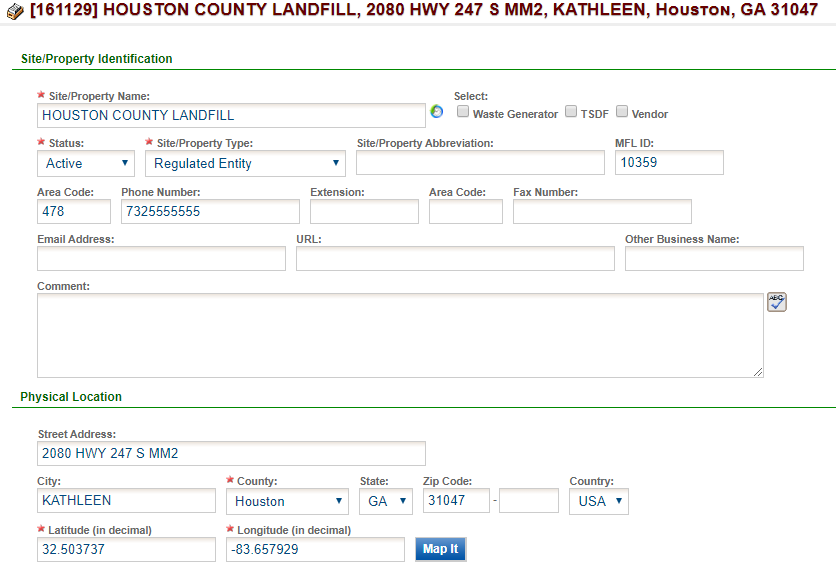 [161129] HOUSTON COUNTY LANDFILL, 2080 HWY 247 S MM2, KATHLEEN, Houston, GA 31047
Site/Property Identification
* Site/Property Name: Select:
HOUSTON COUNTY LANDFILL Waste Generator TSDF Vendor
* Status: * Site/Property Type: Site/Property Abbreviation: MFL ID:
Active Regulated Entity 10359
Area Code: Phone Number: Extension: Area Code: Fax Number:
478 7325555555
Email Address: URL: Other Business Name:
Comment:
ABC
Physical Location
Street Address:
2080 HWY 247 S MM2
City: * County: State: Zip Code: Country:
KATHLEEN Houston GA 31047 - USA
* Latitude (in decimal) * Longitude (in decimal)
32.503737 -83.657929 Map It